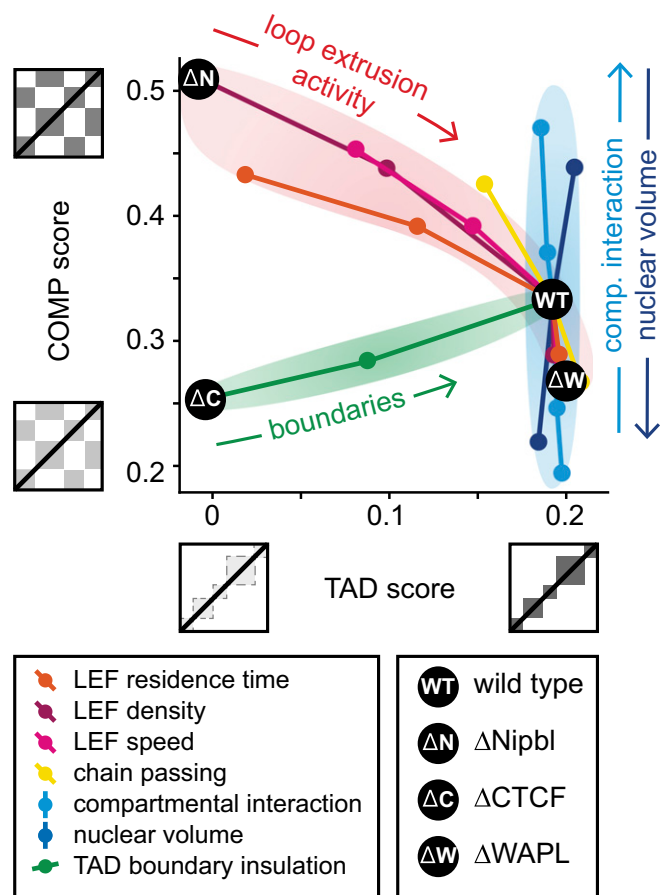 loop extrusion
activity
ΔN
0.5
0.4
0.3
0.2
COMP score
WT
ΔW
ΔC
boundaries
comp. interaction
nuclear volume
0
0.1
0.2
TAD score
LEF residence time
LEF density
LEF speed
chain passing
compartmental interaction
nuclear volume
TAD boundary insulation
WT wild type
ΔN ΔNipbl
ΔC ΔCTCF
ΔW ΔWAPL